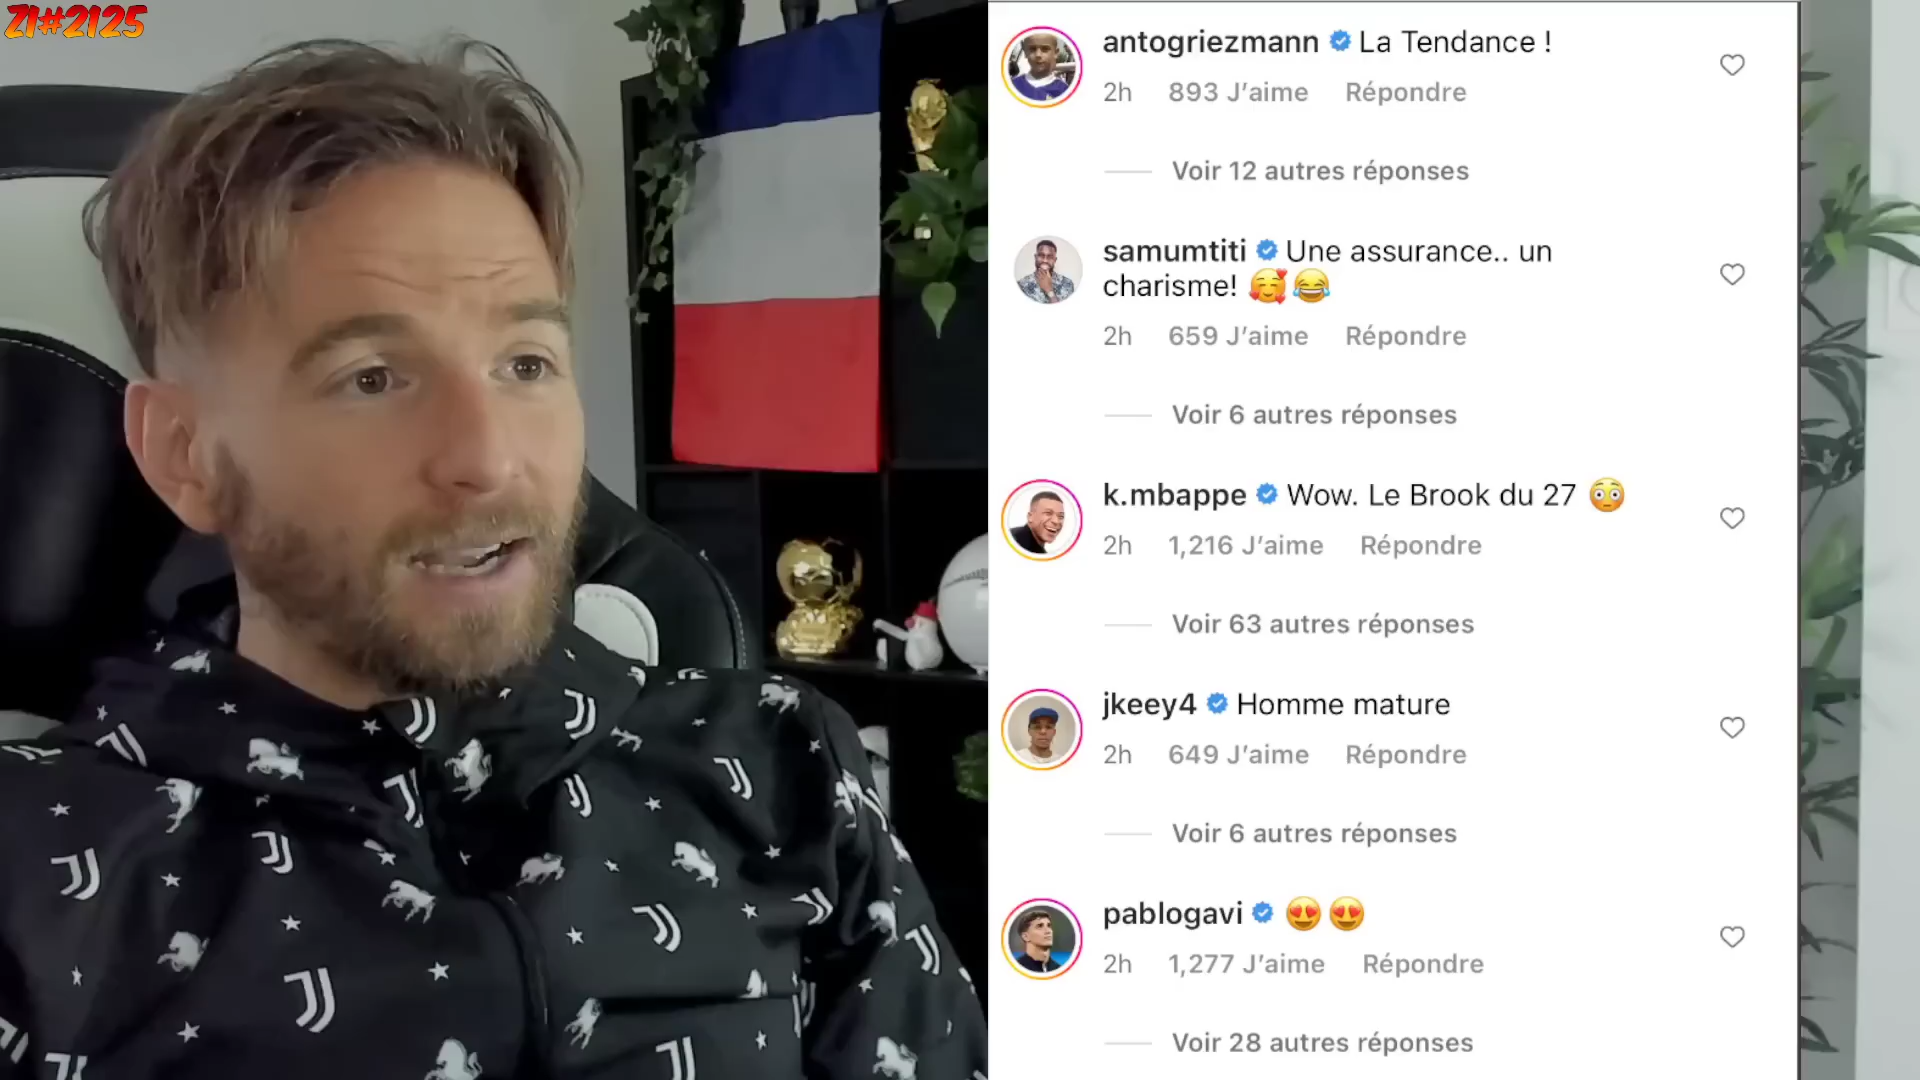 ZI#2125
antogriezmann La Tendance !
2h 893 J’aime Répondre
Voir 12 autres réponses
samumtiti Une assurance.. un
charisme! 🥰😂
2h 659 J’aime Répondre
Voir 6 autres réponses
k.mbappe Wow. Le Brook du 27 😳
2h 1,216 J’aime Répondre
Voir 63 autres réponses
jkeey4 Homme mature
2h 649 J’aime Répondre
Voir 6 autres réponses
pablogavi 😍😍
2h 1,277 J’aime Répondre
Voir 28 autres réponses